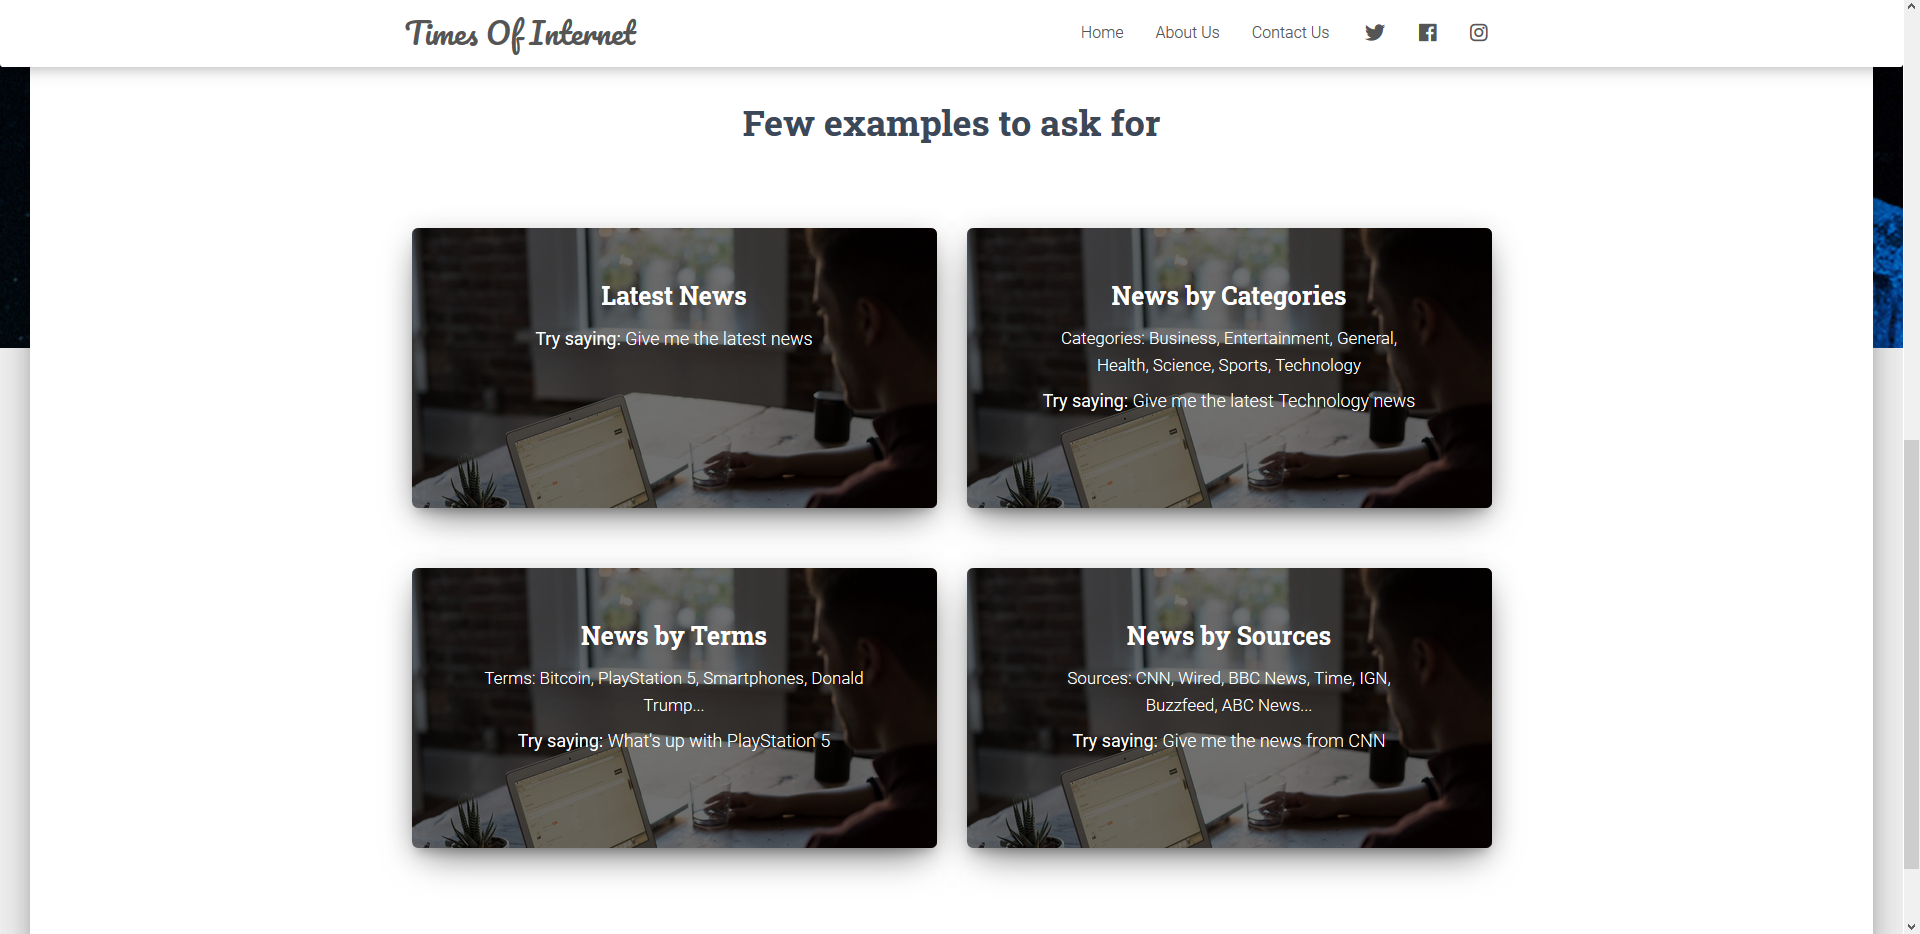 Times Of Internet
Home
About Us
Contact Us
Few examples to ask for
Latest News
Try saying: Give me the latest news
News by Categories
Categories: Business, Entertainment, General,
Health, Science, Sports, Technology
Try saying: Give me the latest Technology news
News by Terms
Terms: Bitcoin, PlayStation 5, Smartphones, Donald
Trump...
Try saying: What's up with PlayStation 5
News by Sources
Sources: CNN, Wired, BBC News, Time, IGN,
Buzzfeed, ABC News...
Try saying: Give me the news from CNN